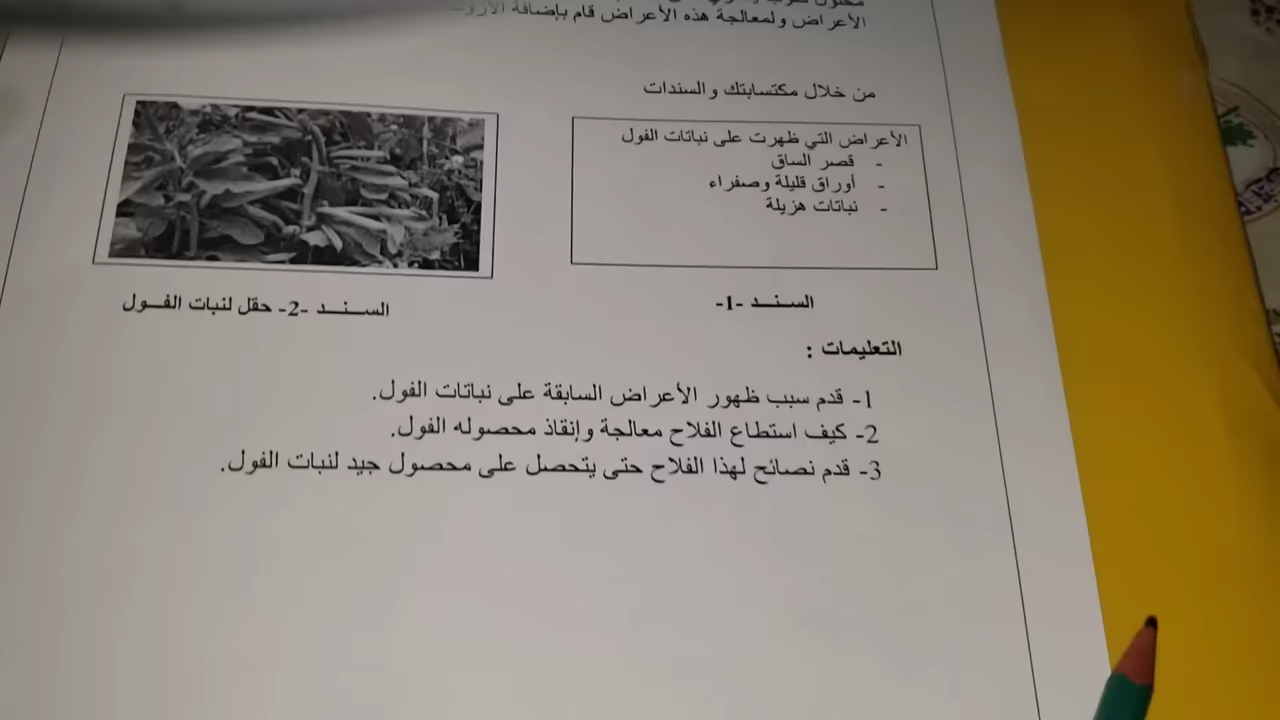 الأعراض ولمعالجة هذه الأعراض قام بإضافة
من خلال مكتسباتك والسندات
الأعراض التي ظهرت على نباتات الفول
- قصر الساق
- أوراق قليلة وصفراء
- نباتات هزيلة
السنــد -1-
السنــد -2- حقل لنبات الفــول
التعليمات :
1- قدم سبب ظهور الأعراض السابقة على نباتات الفول.
2- كيف استطاع الفلاح معالجة وإنقاذ محصوله الفول.
3- قدم نصائح لهذا الفلاح حتى يتحصل على محصول جيد لنبات الفول.